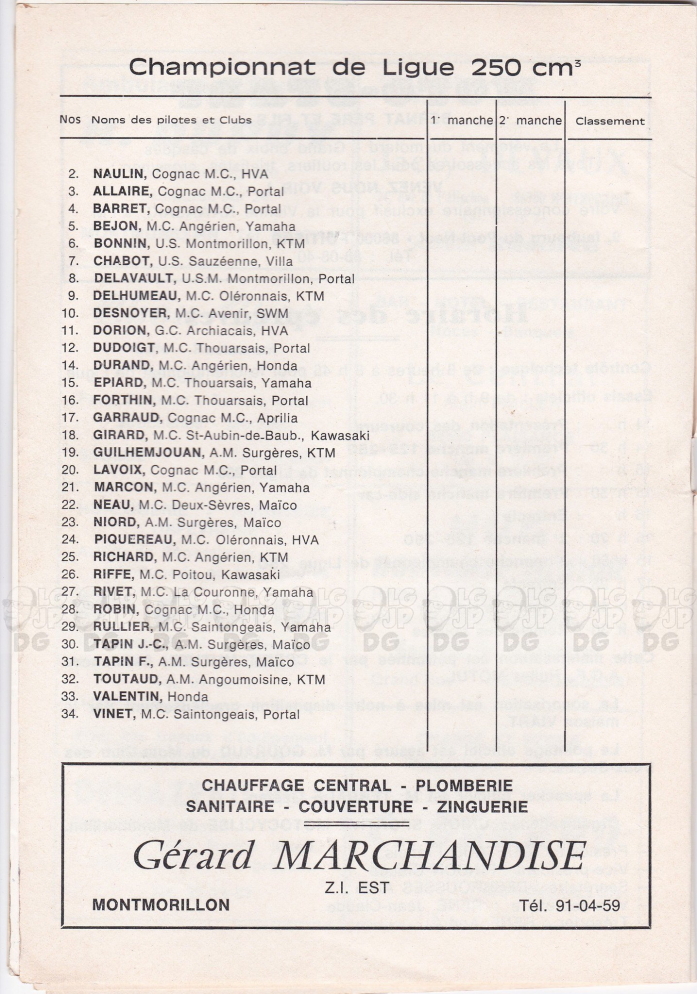 Championnat de Ligue 250 cm³
Nos Noms des pilotes et Clubs 1' manche 2' manche Classement
2. NAULIN, Cognac M.C., HVA
3. ALLAIRE, Cognac M.C., Portal
4. BARRET, Cognac M.C., Portal
5. BEJON, M.C. Angérien, Yamaha
6. BONNIN, U.S. Montmorillon, KTM
7. CHABOT, U.S. Sauzéenne, Villa
8. DELAVAULT, U.S.M. Montmorillon, Portal
9. DELHUMEAU, M.C. Oléronnais, KTM
10. DESNOYER, M.C. Avenir, SWM
11. DORION, G.C. Archiacais, HVA
12. DUDOIGT, M.C. Thouarsais, Portal
14. DURAND, M.C. Angérien, Honda
15. EPIARD, M.C. Thouarsais, Yamaha
16. FORTHIN, M.C. Thouarsais, Portal
17. GARRAUD, Cognac M.C., Aprilia
18. GIRARD, M.C. St-Aubin-de-Baub., Kawasaki
19. GUILHEMJOUAN, A.M. Surgères, KTM
20. LAVOIX, Cognac M.C., Portal
21. MARCON, M.C. Angérien, Yamaha
22. NEAU, M.C. Deux-Sèvres, Maïco
23. NIORD, A.M. Surgères, Maïco
24. PIQUEREAU, M.C. Oléronnais, HVA
25. RICHARD, M.C. Angérien, KTM
26. RIFFE, M.C. Poitou, Kawasaki
27. RIVET, M.C. La Couronne, Yamaha
28. ROBIN, Cognac M.C., Honda
29. RULLIER, M.C. Saintongeais, Yamaha
30. TAPIN J.-C., A.M. Surgères, Maïco
31. TAPIN F., A.M. Surgères, Maïco
32. TOUTAUD, A.M. Angoumoisine, KTM
33. VALENTIN, Honda
34. VINET, M.C. Saintongeais, Portal
CHAUFFAGE CENTRAL - PLOMBERIE
SANITAIRE - COUVERTURE - ZINGUERIE
Gérard MARCHANDISE
Z.I. EST
MONTMORILLON Tél. 91-04-59